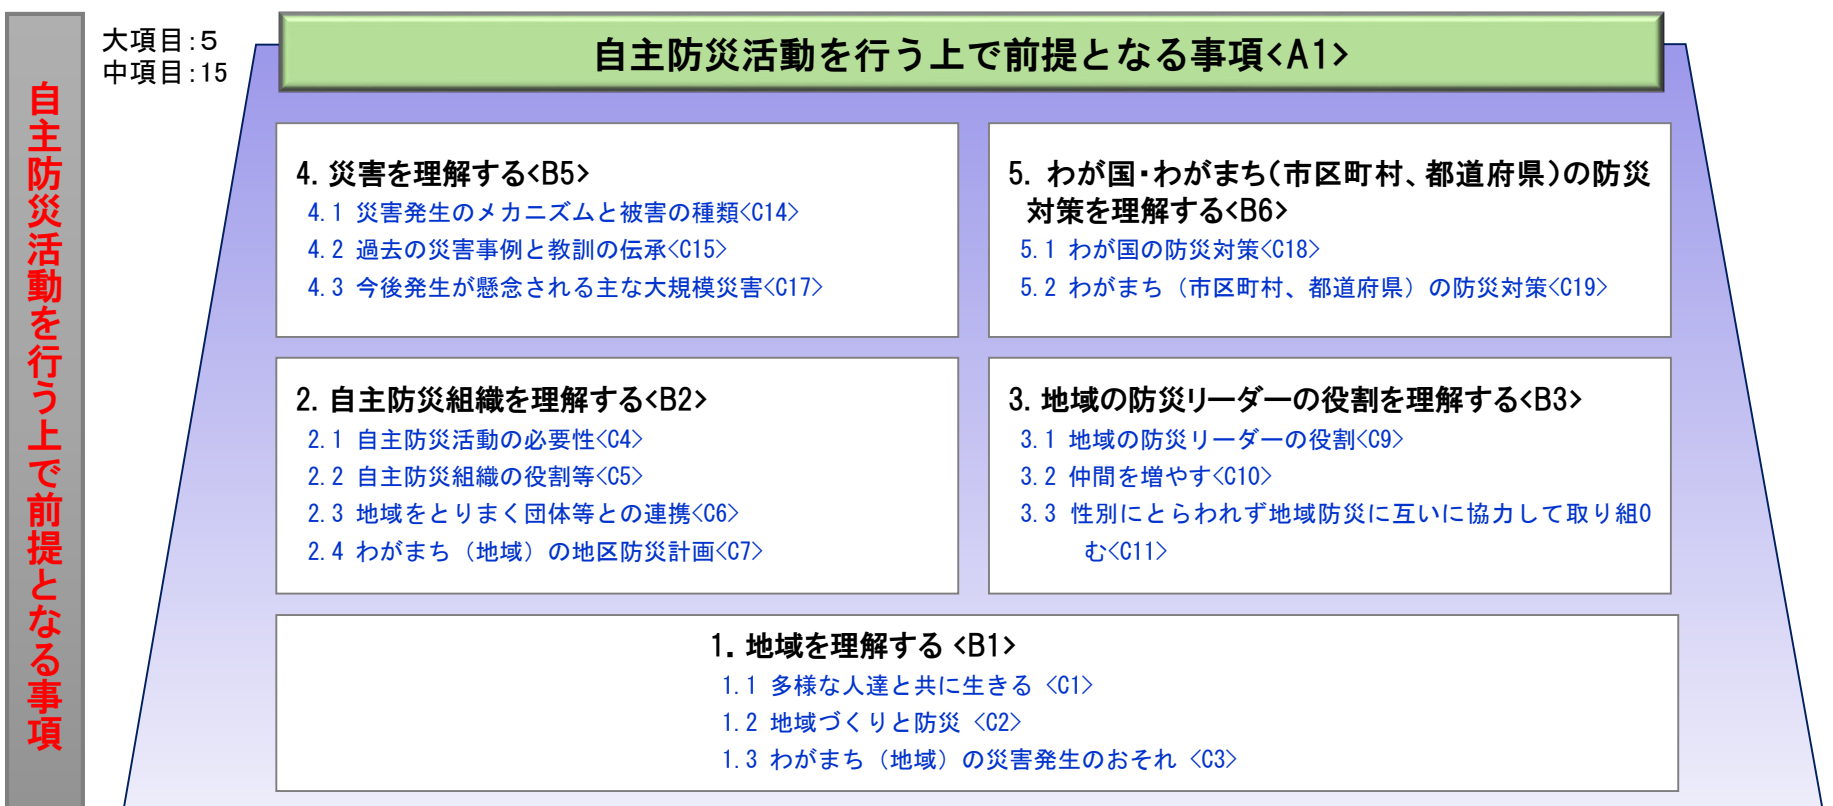 自主防災活動を行う上で前提となる事項
大項目:5
中項目:15
自主防災活動を行う上で前提となる事項<A1>
4. 災害を理解する<B5>
4.1 災害発生のメカニズムと被害の種類<C14>
4.2 過去の災害事例と教訓の伝承<C15>
4.3 今後発生が懸念される主な大規模災害<C17>
5. わが国・わがまち(市区町村、都道府県)の防災
対策を理解する<B6>
5.1 わが国の防災対策<C18>
5.2 わがまち（市区町村、都道府県）の防災対策<C19>
2. 自主防災組織を理解する<B2>
2.1 自主防災活動の必要性<C4>
2.2 自主防災組織の役割等<C5>
2.3 地域をとりまく団体等との連携<C6>
2.4 わがまち（地域）の地区防災計画<C7>
3. 地域の防災リーダーの役割を理解する<B3>
3.1 地域の防災リーダーの役割<C9>
3.2 仲間を増やす<C10>
3.3 性別にとらわれず地域防災に互いに協力して取り組0
む<C11>
1. 地域を理解する <B1>
1.1 多様な人達と共に生きる <C1>
1.2 地域づくりと防災 <C2>
1.3 わがまち（地域）の災害発生のおそれ <C3>